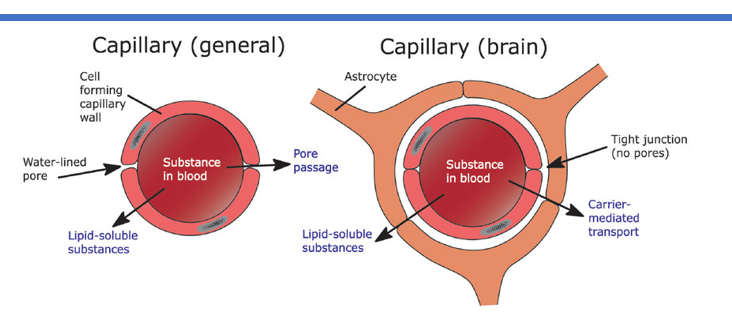 Capillary (general)
Cell
forming
capillary
wall
Water-lined
pore
Substance
in blood
Pore
passage
Lipid-soluble
substances
Capillary (brain)
Astrocyte
Substance
in blood
Tight junction
(no pores)
Lipid-soluble
substances
Carrier-
mediated
transport